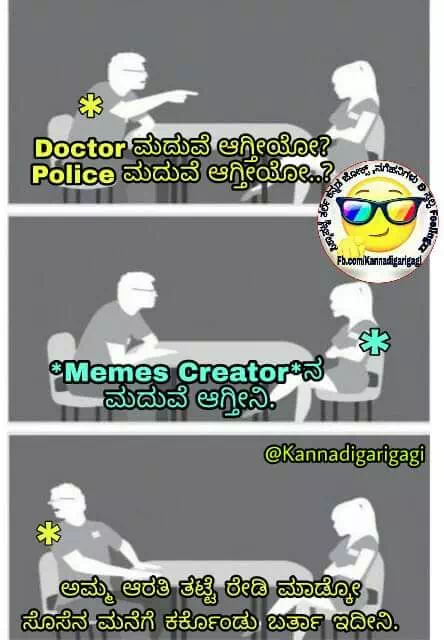 Doctor ಮದುವೆ ಆಗ್ತೀಯೋ?
Police ಮದುವೆ ಆಗ್ತೀಯೋ..?
Fb.com/Kannadigarigagi
*Memes Creator*ನ
ಮದುವೆ ಆಗ್ತೀನಿ.
@Kannadigarigagi
ಅಮ್ಮ ಆರತಿ ತಟ್ಟೆ ರೇಡಿ ಮಾಡ್ಕೋ
ಸೊಸೆನ ಮನೆಗೆ ಕರ್ಕೊಂಡು ಬರ್ತಾ ಇದೀನಿ.